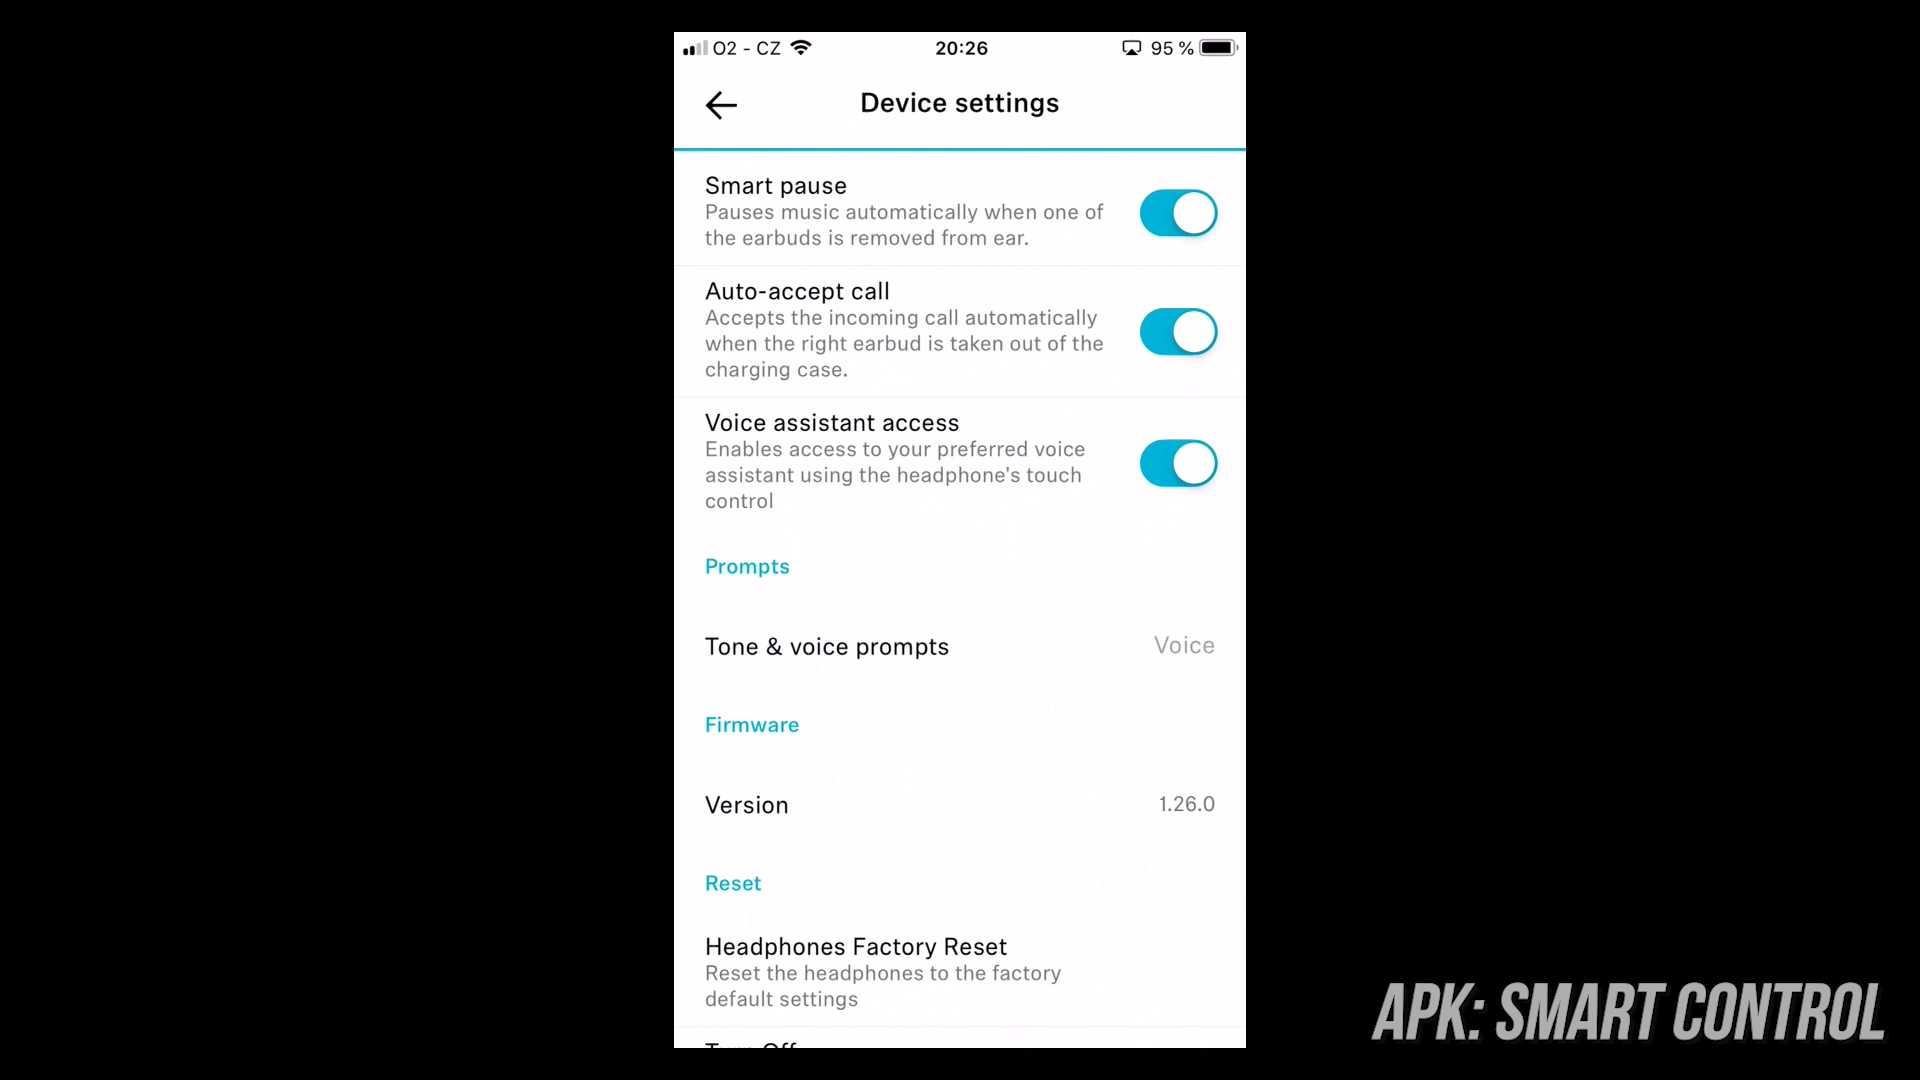 O2 - CZ 20:26 95 %
Device settings
Smart pause
Pauses music automatically when one of
the earbuds is removed from ear.
Auto-accept call
Accepts the incoming call automatically
when the right earbud is taken out of the
charging case.
Voice assistant access
Enables access to your preferred voice
assistant using the headphone's touch
control
Prompts
Tone & voice prompts Voice
Firmware
Version 1.26.0
Reset
Headphones Factory Reset
Reset the headphones to the factory
default settings
APK: SMART CONTROL